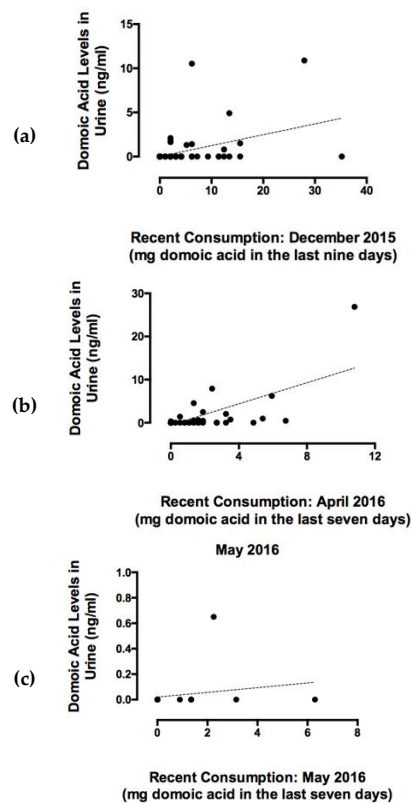 (a)
Domoic Acid Levels in
Urine (ng/ml)
15
10
5
0
0 10 20 30 40
Recent Consumption: December 2015
(mg domoic acid in the last nine days)
(b)
Domoic Acid Levels in
Urine (ng/ml)
30
20
10
0
0 4 8 12
Recent Consumption: April 2016
(mg domoic acid in the last seven days)
May 2016
(c)
Domoic Acid Levels in
Urine (ng/ml)
1.0
0.8
0.6
0.4
0.2
0.0
0 2 4 6 8
Recent Consumption: May 2016
(mg domoic acid in the last seven days)